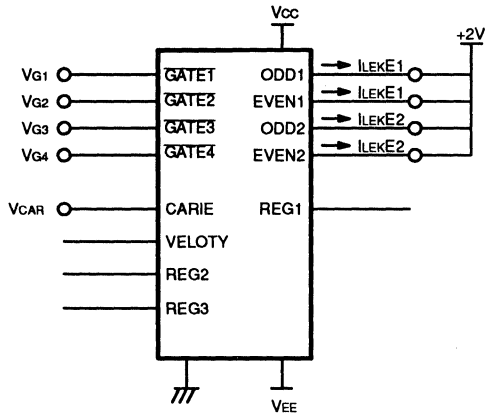 VCC
+2V
VG1 GATE1 ODD1 ILEKE1
VG2 GATE2 EVEN1 ILEKE1
VG3 GATE3 ODD2 ILEKE2
VG4 GATE4 EVEN2 ILEKE2
VCAR CARIE REG1
VELOTY
REG2
REG3
VEE